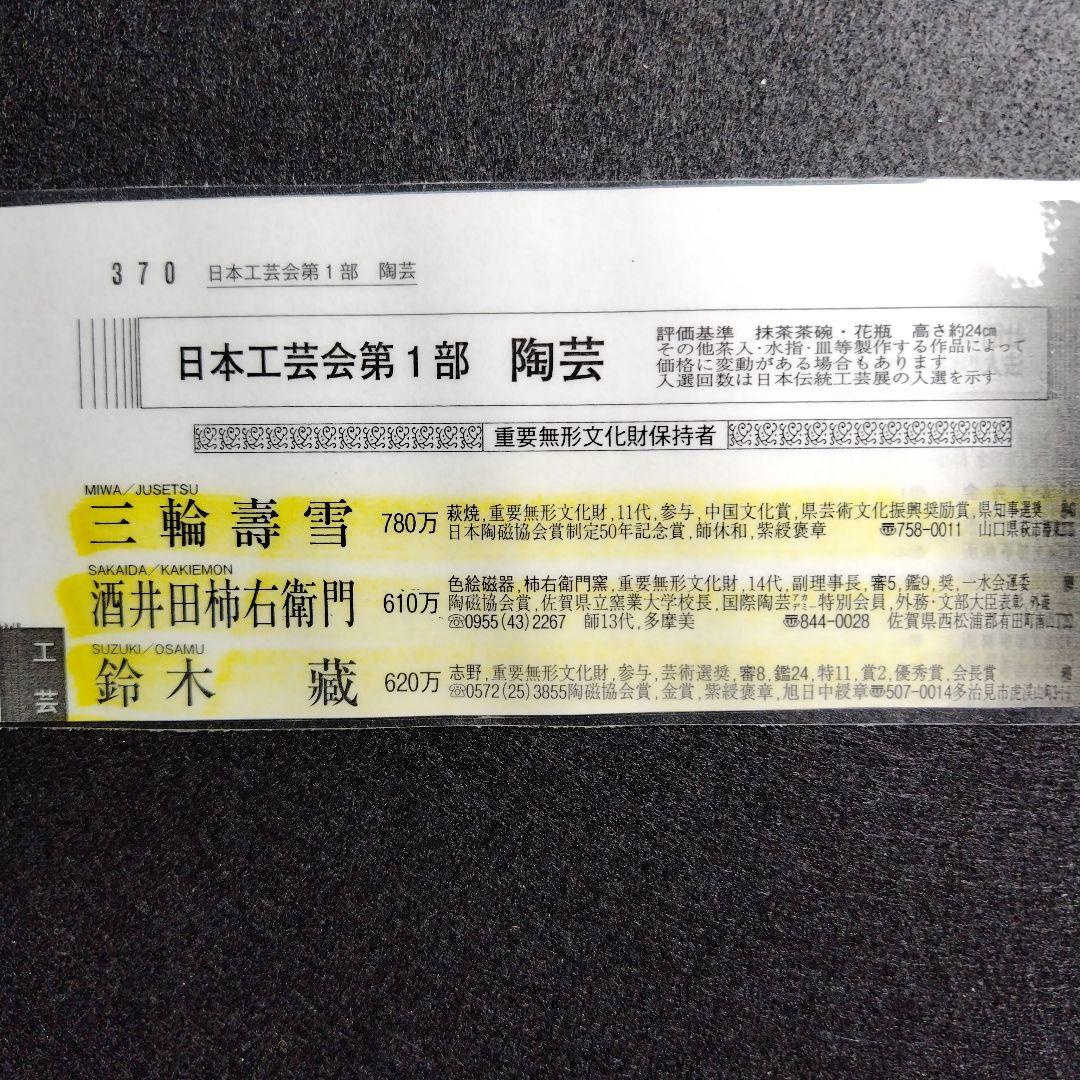 370 日本工芸会第1部 陶芸
日本工芸会第1部 陶芸
評価基準 抹茶茶碗・花瓶 高さ約24cm
その他茶入・水指・皿等製作する作品によって
価格に変動がある場合もあります
入選回数は日本伝統工芸展の入選を示す
重要無形文化財保持者
MIWA/JUSETSU
三輪壽雪 780万 萩焼,重要無形文化財,11代,参与,中国文化賞,県芸術文化振興奨励賞,県知事選奨
日本陶磁協会賞制定50年記念賞,師休和,紫綬褒章 〠758-0011 山口県萩市
SAKAIDA/KAKIEMON
酒井田柿右衛門 610万 色絵磁器,柿右衛門窯,重要無形文化財,14代,副理事長,審5,鑑9,奨,一水会運委
陶磁協会賞,佐賀県立窯業大学校長,国際陶芸アカデミー特別会員,外務・文部大臣表彰,外遊
☏0955(43)2267 師13代,多摩美 〠844-0028 佐賀県西松浦郡有田町南山丁
SUZUKI/OSAMU
鈴木藏 620万 志野,重要無形文化財,参与,芸術選奨,審8,鑑24,特11,賞2,優秀賞,会長賞
☏0572(25)3855陶磁協会賞,金賞,紫綬褒章,旭日中綬章〠507-0014多治見市虎渓山町
工芸